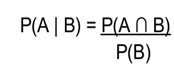 P(A | B) = P(A ∩ B)
P(B)